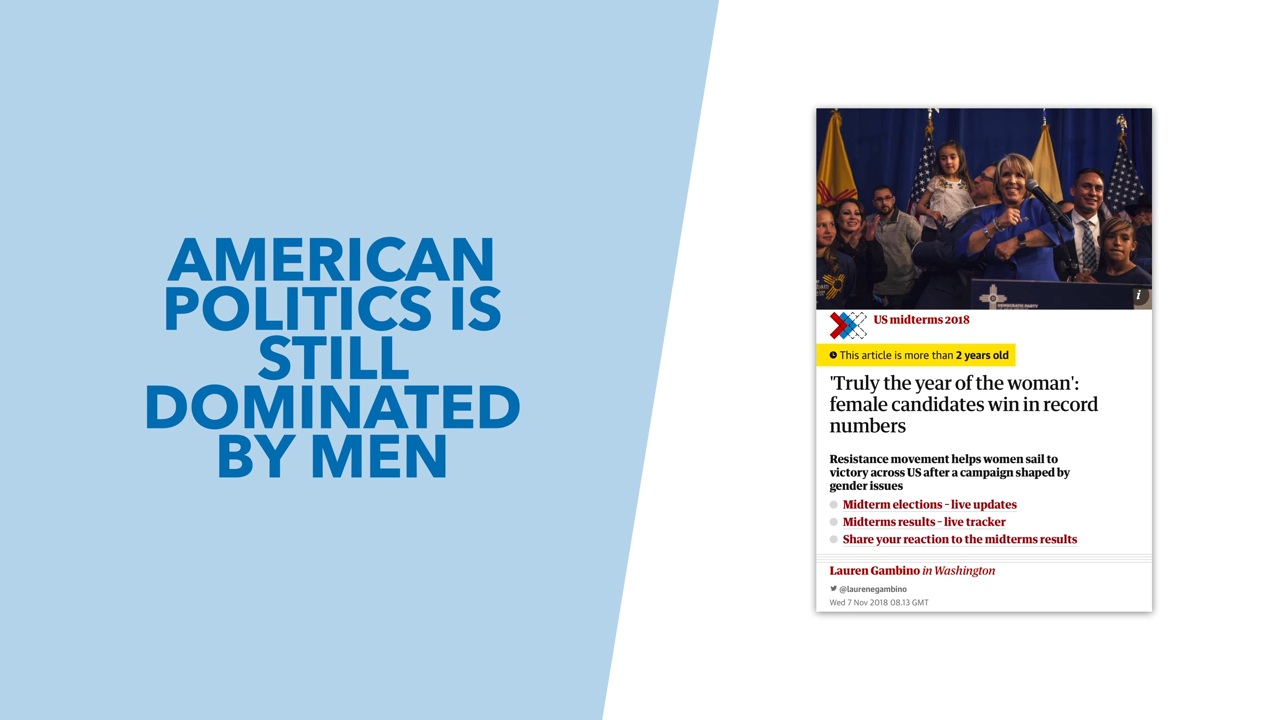 AMERICAN
POLITICS IS
STILL
DOMINATED
BY MEN
i
DEMOCRATIC PARTY
US midterms 2018
This article is more than 2 years old
'Truly the year of the woman':
female candidates win in record
numbers
Resistance movement helps women sail to
victory across US after a campaign shaped by
gender issues
Midterm elections – live updates
Midterms results – live tracker
Share your reaction to the midterms results
Lauren Gambino in Washington
@laurenegambino
Wed 7 Nov 2018 08.13 GMT